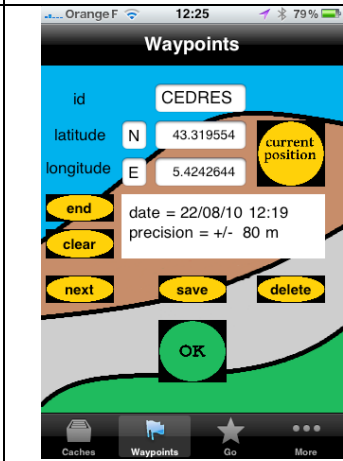 Orange F 12:25 79%
Waypoints
id CEDRES
latitude N 43.319554
longitude E 5.4242644
current
position
end
clear
date = 22/08/10 12:19
precision = +/- 80 m
next save delete
OK
Caches Waypoints Go More